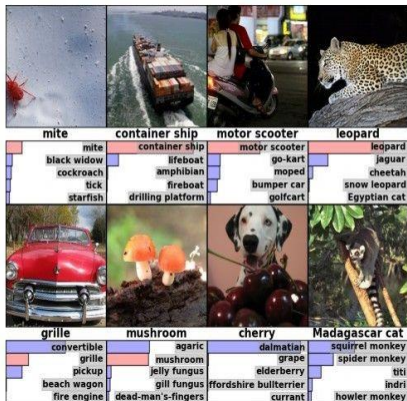 mite
container ship
motor scooter
leopard
mite
black widow
cockroach
tick
starfish
container ship
lifeboat
amphibian
fireboat
drilling platform
motor scooter
go-kart
moped
bumper car
golfcart
leopard
jaguar
cheetah
snow leopard
Egyptian cat
grille
mushroom
cherry
Madagascar cat
convertible
grille
pickup
beach wagon
fire engine
agaric
mushroom
jelly fungus
gill fungus
dead-man's-fingers
dalmatian
grape
elderberry
ffordshire bullterrier
currant
squirrel monkey
spider monkey
titi
indri
howler monkey